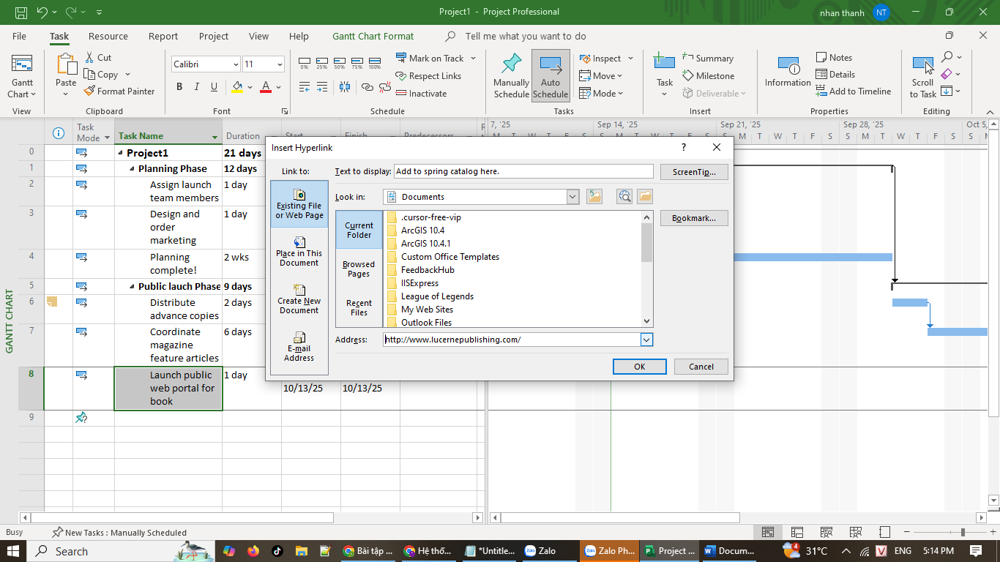 Project1 - Project Professional
nhan thanh NT
File Task Resource Report Project View Help Gantt Chart Format Tell me what you want to do
Gantt Chart
View
Paste
Cut
Copy
Format Painter
Clipboard
Calibri 11
B I U A
Font
0% 25% 50% 75% 100%
Mark on Track
Respect Links
Inactivate
Schedule
Manually Schedule
Auto Schedule
Inspect
Move
Mode
Tasks
Task
Summary
Milestone
Deliverable
Insert
Information
Notes
Details
Add to Timeline
Properties
Scroll to Task
Editing
Task Mode
Task Name
Duration
Start
Finish
Predecessors
7, '25 Sep 14, '25 Sep 21, '25 Sep 28, '25 Oct 5,
GANTT CHART
0 Project1 21 days
1 Planning Phase 12 days
2 Assign launch team members 1 day
3 Design and order marketing 1 day
4 Planning complete! 2 wks
5 Public lauch Phase 9 days
6 Distribute advance copies 2 days
7 Coordinate magazine feature articles 6 days
8 Launch public web portal for book 1 day 10/13/25 10/13/25
9
Insert Hyperlink ?
Link to:
Existing File or Web Page
Place in This Document
Create New Document
E-mail Address
Text to display: Add to spring catalog here.
ScreenTip...
Look in: Documents
Bookmark...
Current Folder
Browsed Pages
Recent Files
.cursor-free-vip
ArcGIS 10.4
ArcGIS 10.4.1
Custom Office Templates
FeedbackHub
IISExpress
League of Legends
My Web Sites
Outlook Files
Address: http://www.lucernepublishing.com/
OK Cancel
Busy New Tasks : Manually Scheduled
Search
Bài tập ...
Hệ thố...
*Untitle...
Zalo
Zalo Ph...
Project ...
Docum...
31°C
V ENG 5:14 PM